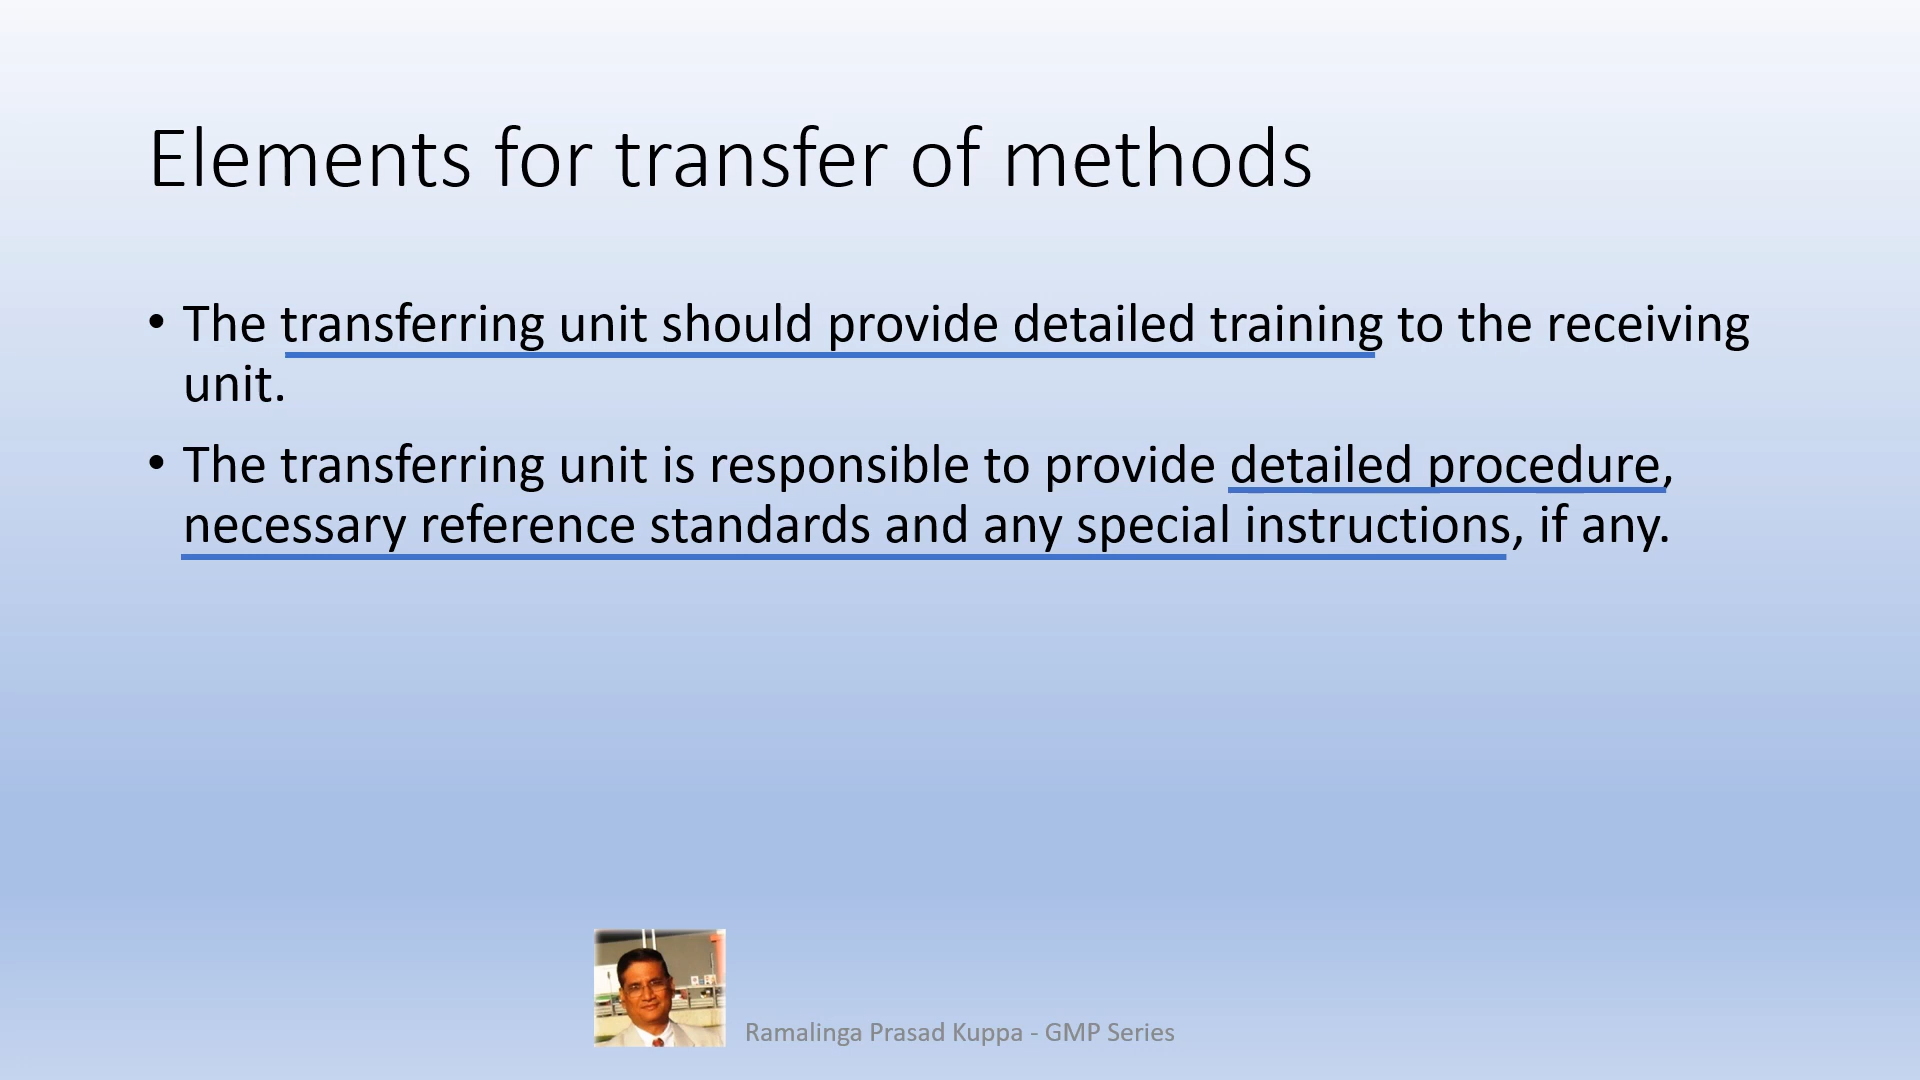 Elements for transfer of methods
• The transferring unit should provide detailed training to the receiving
unit.
• The transferring unit is responsible to provide detailed procedure,
necessary reference standards and any special instructions, if any.
Ramalinga Prasad Kuppa - GMP Series